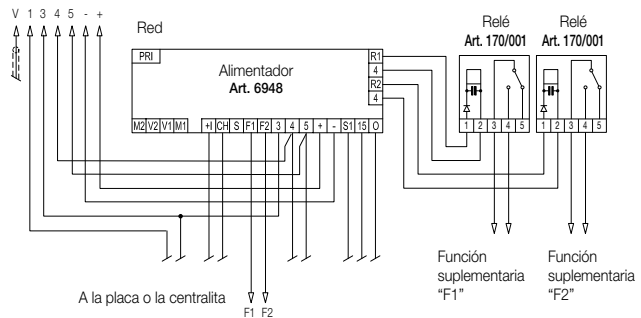 V 1 3 4 5 - +
Red
PRI
Alimentador
Art. 6948
R1
4
R2
4
M2 V2 V1 M1 +I CH S F1 F2 3 4 5 + - S1 15 0
Relé
Art. 170/001
1 2 3 4 5
Relé
Art. 170/001
1 2 3 4 5
Función
suplementaria
“F1”
Función
suplementaria
“F2”
A la placa o la centralita
F1 F2